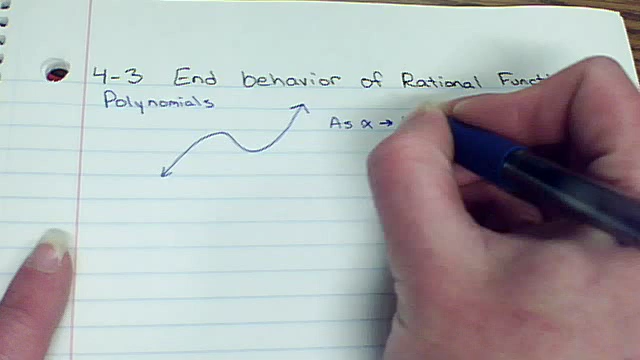 4-3 End behavior of Rational
Polynomials
As x →